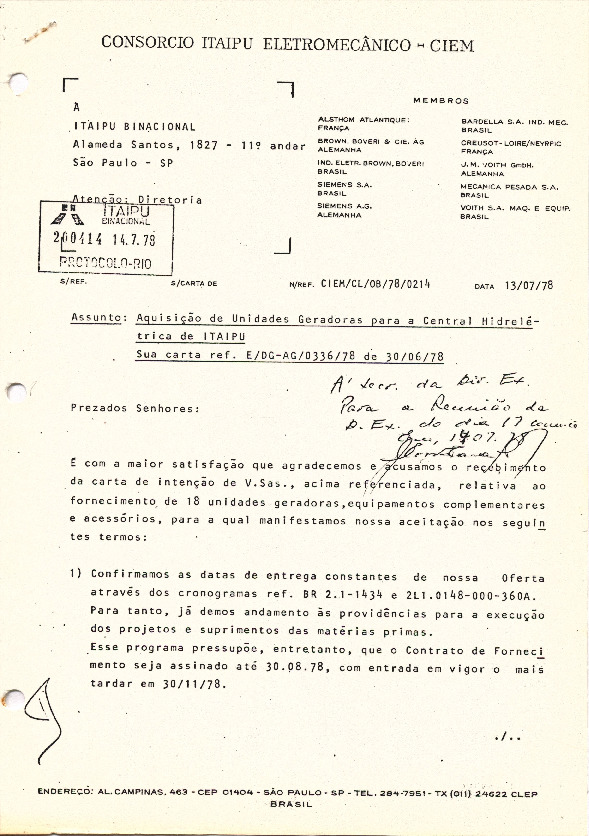 CONSORCIO ITAIPU ELETROMECÂNICO - CIEM
A
ITAIPU BINACIONAL
Alameda Santos, 1827 - 11º andar
São Paulo - SP
Atenção: Diretoria
MEMBROS
ALSTHOM ATLANTIQUE:
FRANÇA
BROWN BOVERI & CIE. AG
ALEMANHA
IND. ELETR. BROWN, BOVERI
BRASIL
SIEMENS S.A.
BRASIL
SIEMENS A.G.
ALEMANHA
BARDELLA S.A. IND. MEC.
BRASIL
CREUSOT-LOIRE/NEYRPIC
FRANÇA
J.M. VOITH GmbH.
ALEMANHA
MECANICA PESADA S.A.
BRASIL
VOITH S.A. MAQ. E EQUIP.
BRASIL
ITAIPU
BINACIONAL
200414 14.7.78
PROTOCOLO-RIO
S/REF. S/CARTA DE N/REF. CIEM/CL/OB/78/0214 DATA 13/07/78
Assunto: Aquisição de Unidades Geradoras para a Central Hidrelé-
trica de ITAIPU
Sua carta ref. E/DG-AG/0336/78 de 30/06/78
A' Secr. da Dir. Ex.
Para a Reunião da
D. Ex. do dia 17
Prezados Senhores:
É com a maior satisfação que agradecemos e acusamos o recebimento
da carta de intenção de V.Sas., acima referenciada, relativa ao
fornecimento de 18 unidades geradoras,equipamentos complementares
e acessórios, para a qual manifestamos nossa aceitação nos seguin
tes termos:
1) Confirmamos as datas de entrega constantes de nossa Oferta
através dos cronogramas ref. BR 2.1-1434 e 2L1.0148-000-360A.
Para tanto, já demos andamento às providências para a execução
dos projetos e suprimentos das matérias primas.
Esse programa pressupõe, entretanto, que o Contrato de Forneci
mento seja assinado até 30.08.78, com entrada em vigor o mais
tardar em 30/11/78.
./..
ENDEREÇO: AL. CAMPINAS. 463 - CEP 01404 - SÃO PAULO - SP - TEL. 284-7951 - TX (011) 24622 CLEP
BRASIL